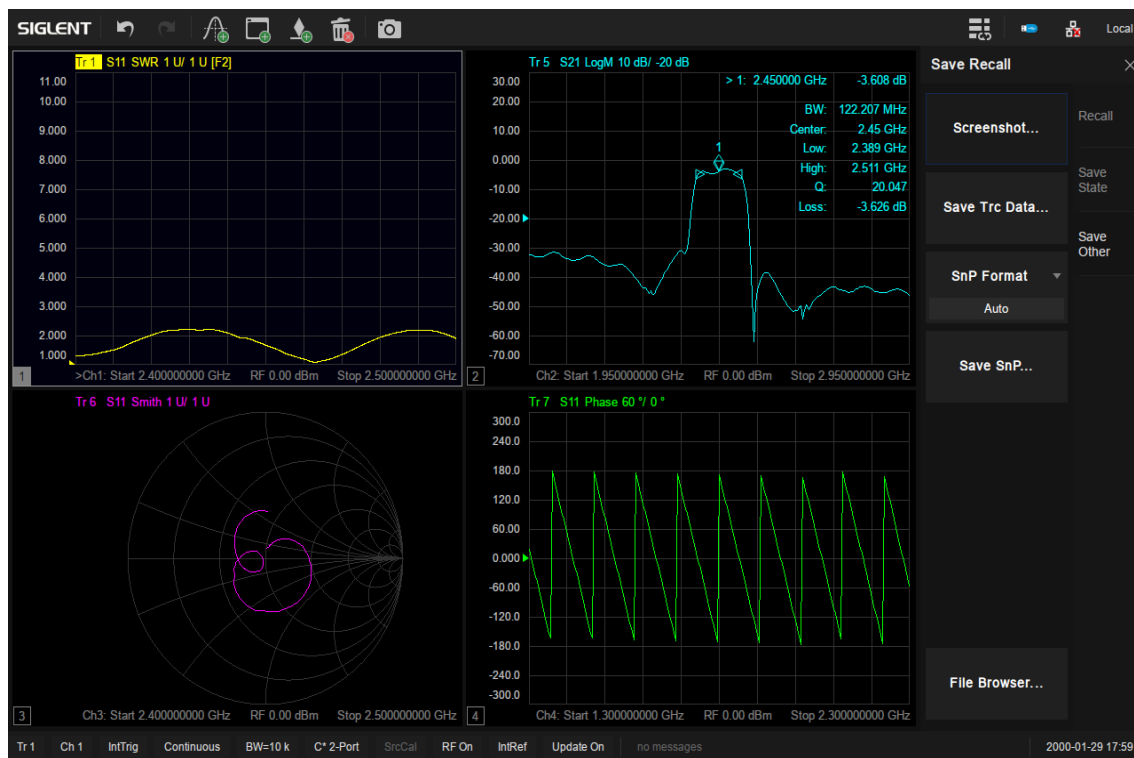 SIGLENT
Local
Tr 1 S11 SWR 1 U/ 1 U [F2]
11.00
10.00
9.000
8.000
7.000
6.000
5.000
4.000
3.000
2.000
1.000
1 >Ch1: Start 2.400000000 GHz RF 0.00 dBm Stop 2.500000000 GHz
Tr 5 S21 LogM 10 dB/ -20 dB
> 1: 2.450000 GHz -3.608 dB
BW: 122.207 MHz
Center: 2.45 GHz
Low: 2.389 GHz
High: 2.511 GHz
Q: 20.047
Loss: -3.626 dB
1
30.00
20.00
10.00
0.000
-10.00
-20.00
-30.00
-40.00
-50.00
-60.00
-70.00
2 Ch2: Start 1.950000000 GHz RF 0.00 dBm Stop 2.950000000 GHz
Tr 6 S11 Smith 1 U/ 1 U
3 Ch3: Start 2.400000000 GHz RF 0.00 dBm Stop 2.500000000 GHz
Tr 7 S11 Phase 60 °/ 0 °
300.0
240.0
180.0
120.0
60.00
0.000
-60.00
-120.0
-180.0
-240.0
-300.0
4 Ch4: Start 1.300000000 GHz RF 0.00 dBm Stop 2.300000000 GHz
Save Recall
Screenshot...
Save Trc Data...
SnP Format
Auto
Save SnP...
File Browser...
Recall
Save
State
Save
Other
Tr 1 Ch 1 IntTrig Continuous BW=10 k C* 2-Port SrcCal RF On IntRef Update On no messages 2000-01-29 17:59